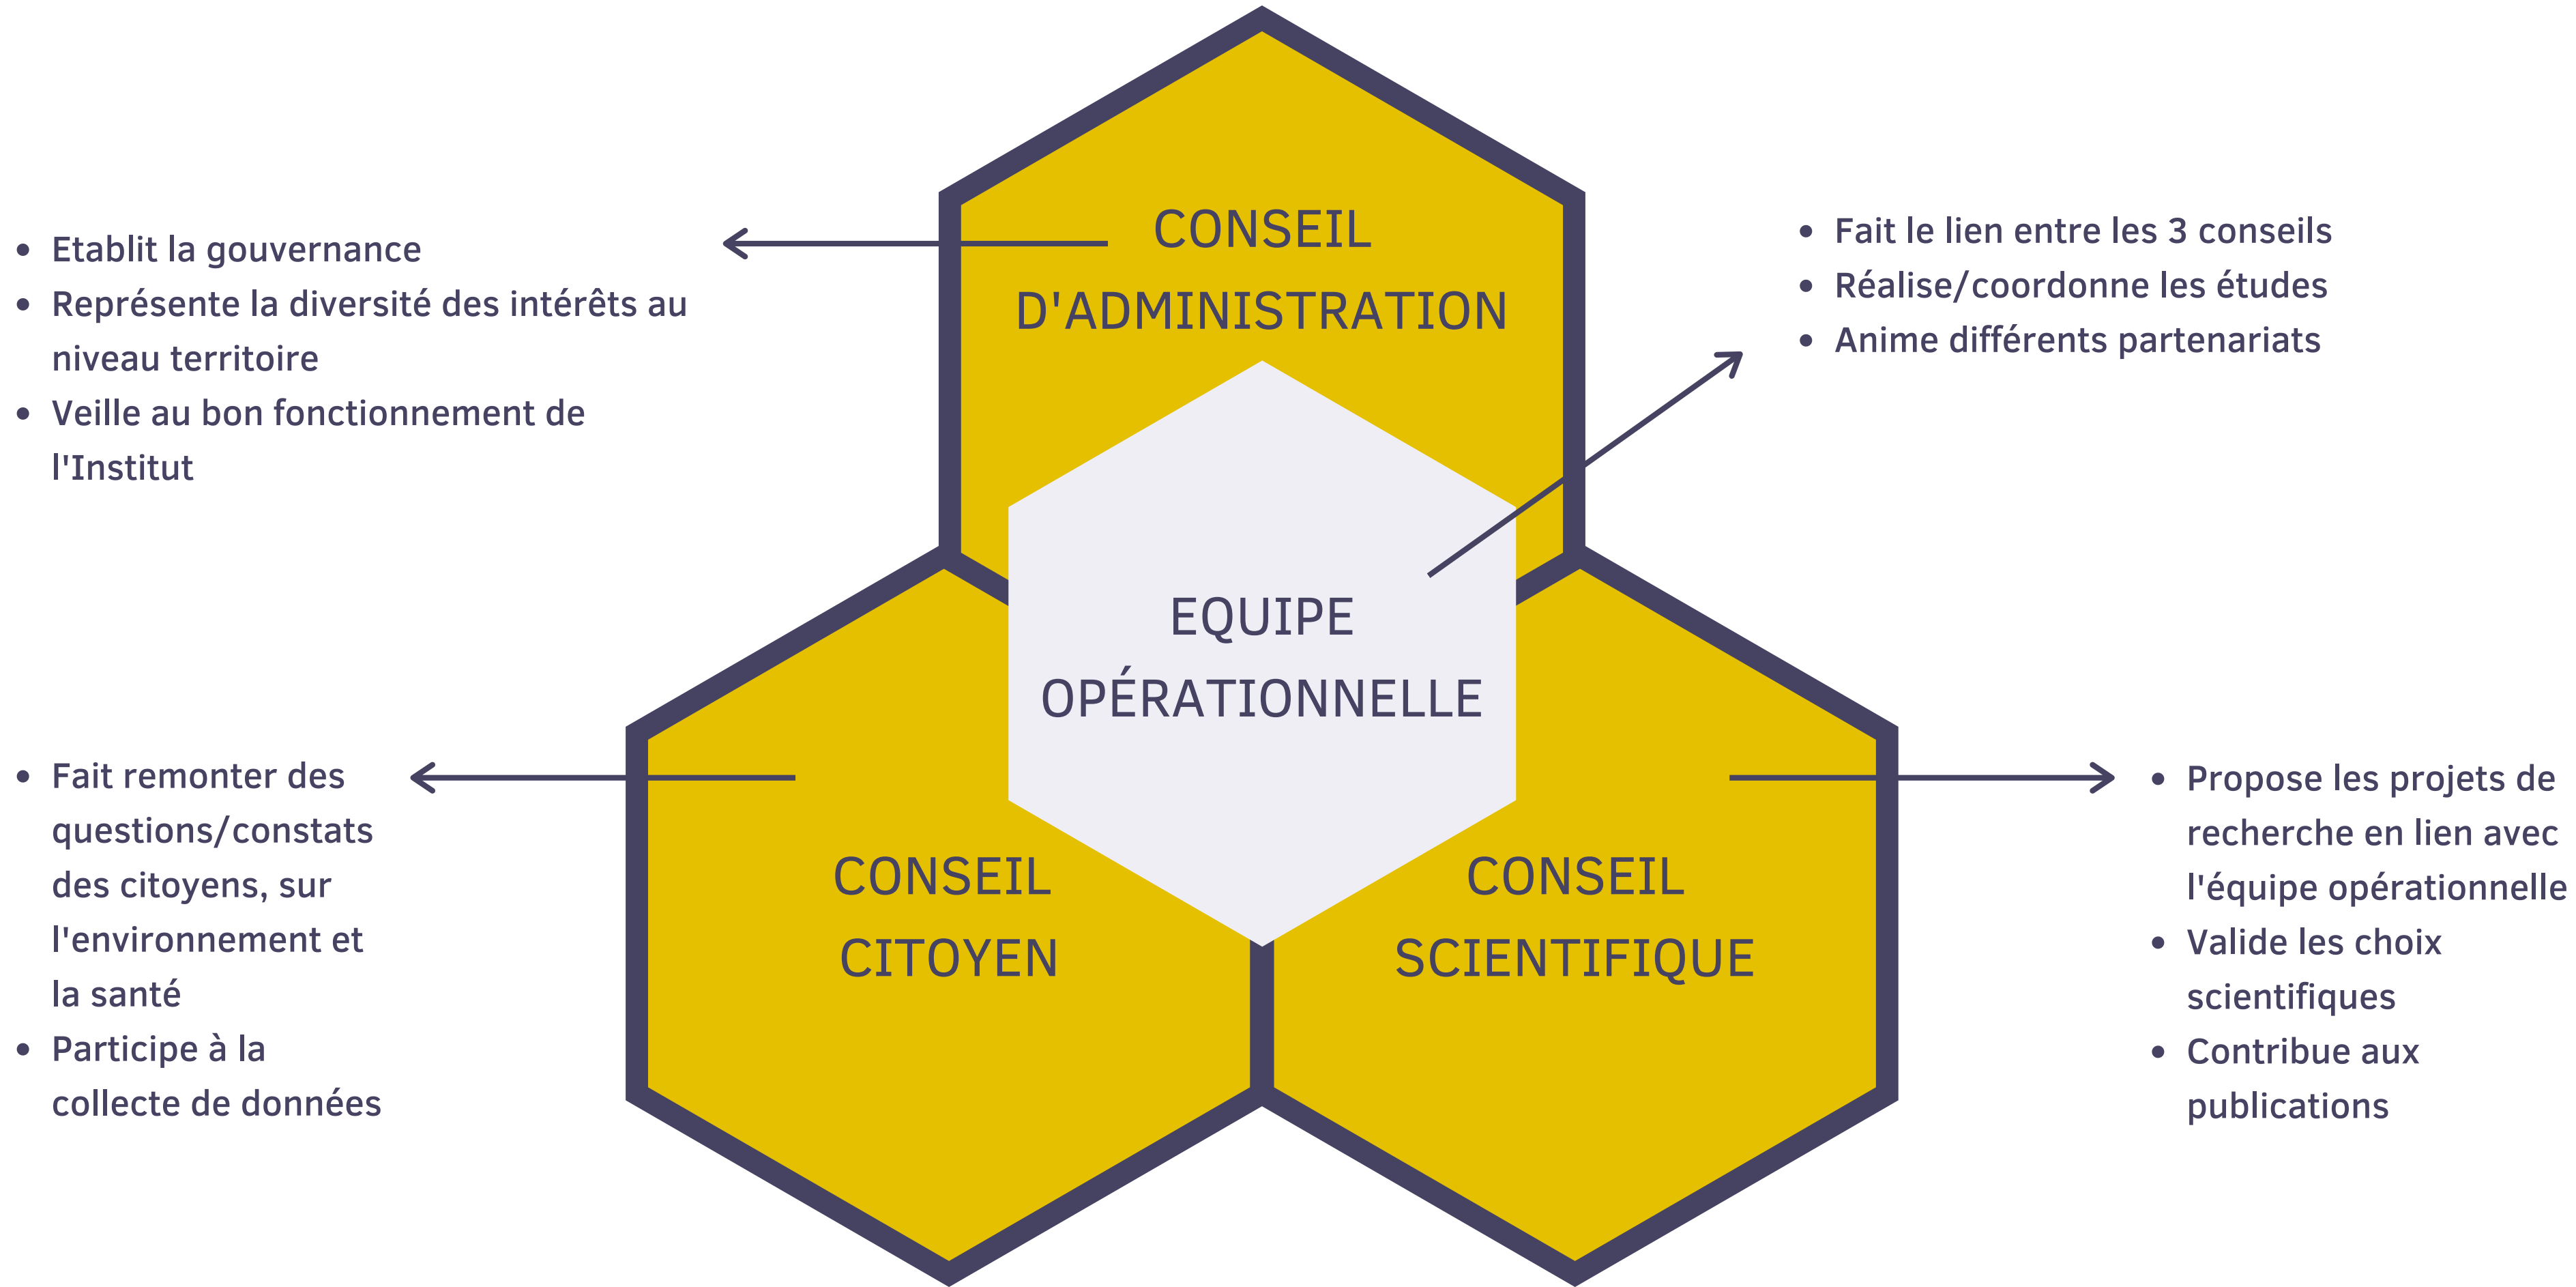 CONSEIL
D'ADMINISTRATION
• Etablit la gouvernance
• Représente la diversité des intérêts au
niveau territoire
• Veille au bon fonctionnement de
l'Institut
• Fait le lien entre les 3 conseils
• Réalise/coordonne les études
• Anime différents partenariats
EQUIPE
OPÉRATIONNELLE
• Fait remonter des
questions/constats
des citoyens, sur
l'environnement et
la santé
• Participe à la
collecte de données
CONSEIL
CITOYEN
CONSEIL
SCIENTIFIQUE
• Propose les projets de
recherche en lien avec
l'équipe opérationnelle
• Valide les choix
scientifiques
• Contribue aux
publications